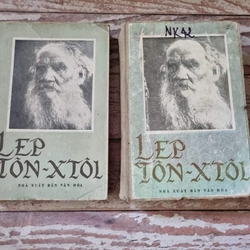 LEP
TÔN-XTÔI
NHÀ XUẤT BẢN VĂN HÓA
NK42
LEP
TÔN-XTÔI
NHÀ XUẤT BẢN VĂN HÓA